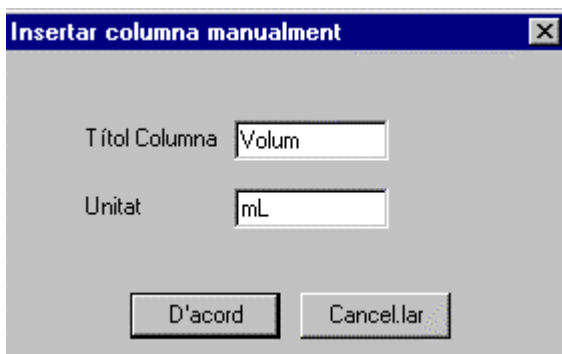 Insertar columna manualment
Títol Columna Volum
Unitat mL
D'acord Cancel.lar